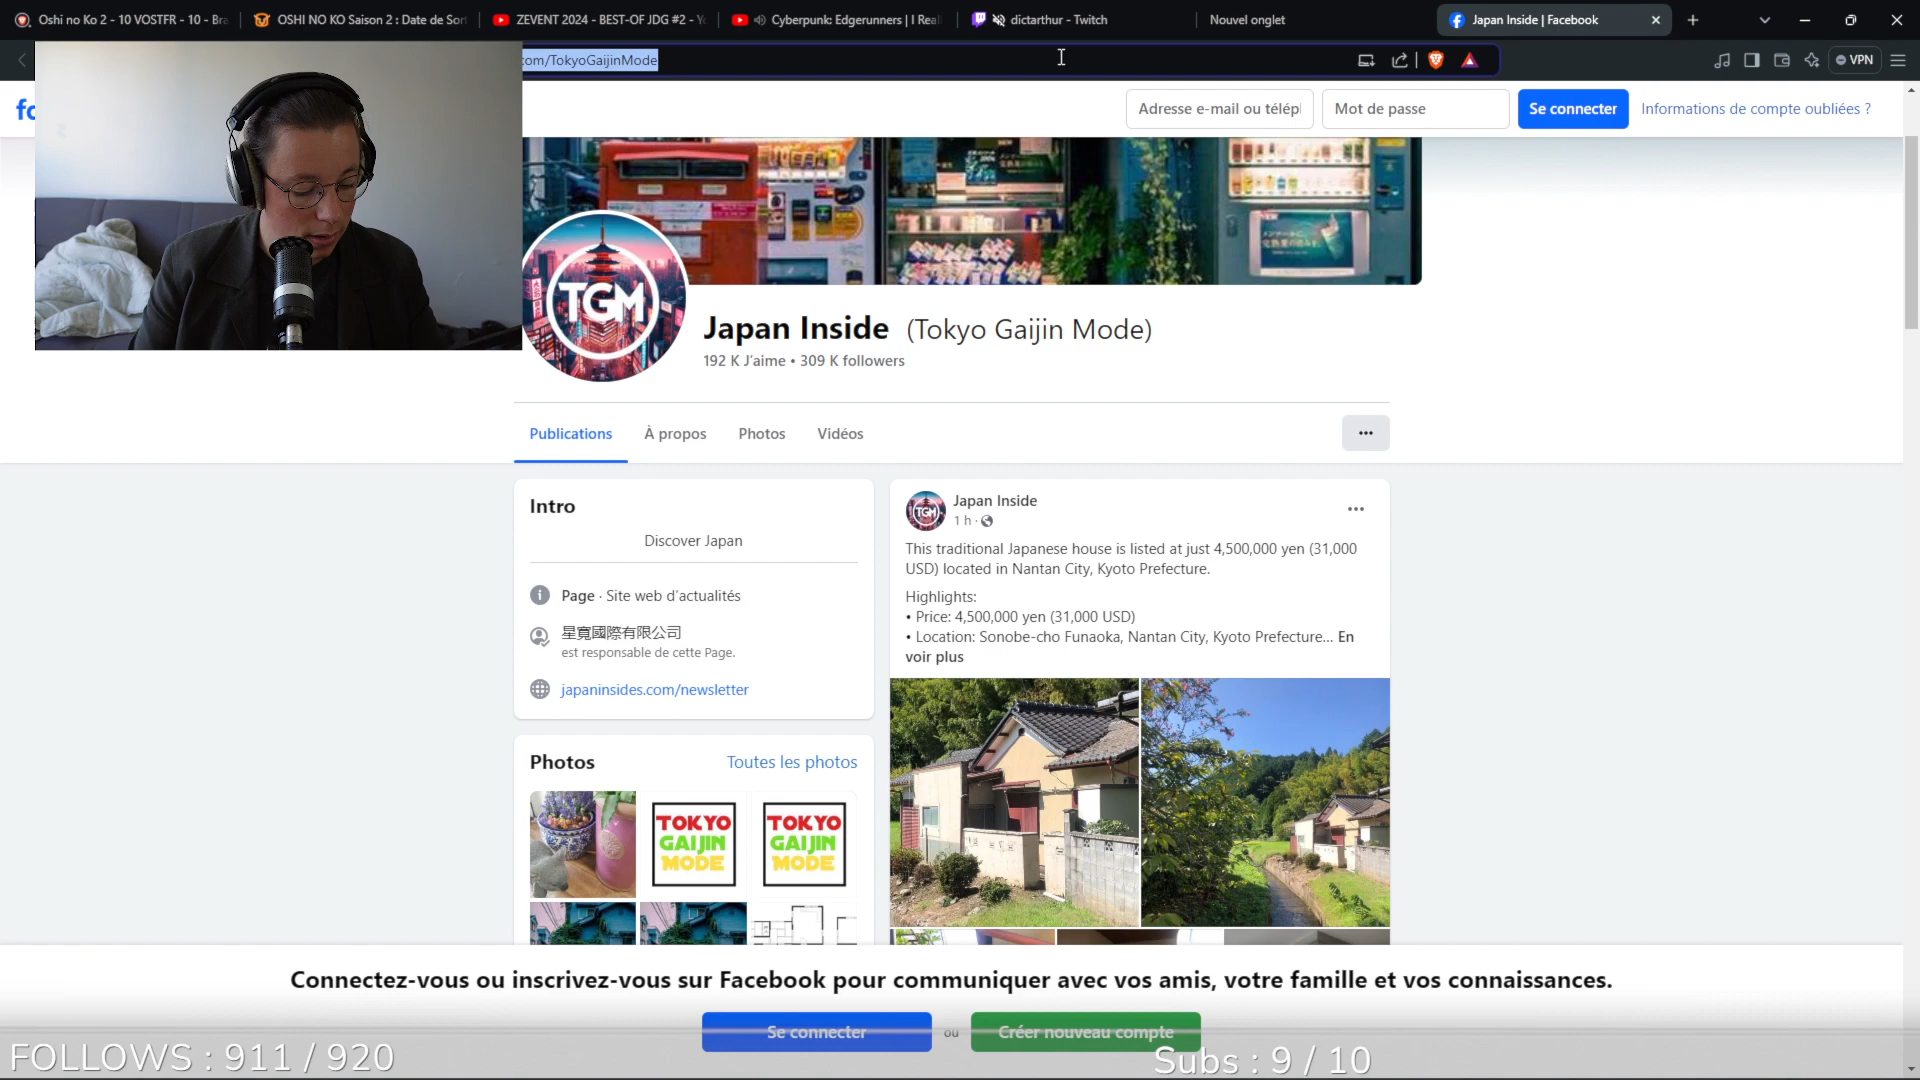 Oshi no Ko 2 - 10 VOSTFR - 10 - Bra
OSHI NO KO Saison 2 : Date de Sort
ZEVENT 2024 - BEST-OF JDG #2 - Y
Cyberpunk: Edgerunners | I Real
dictarthur - Twitch
Nouvel onglet
Japan Inside | Facebook
com/TokyoGaijinMode
VPN
Adresse e-mail ou télép
Mot de passe
Se connecter
Informations de compte oubliées ?
TGM
Japan Inside (Tokyo Gaijin Mode)
192 K J'aime • 309 K followers
Publications
À propos
Photos
Vidéos
Intro
Discover Japan
Page · Site web d'actualités
星寬國際有限公司
est responsable de cette Page.
japaninsides.com/newsletter
Photos
Toutes les photos
TOKYO
GAIJIN
MODE
TOKYO
GAIJIN
MODE
TGM
Japan Inside
1 h ·
This traditional Japanese house is listed at just 4,500,000 yen (31,000
USD) located in Nantan City, Kyoto Prefecture.
Highlights:
• Price: 4,500,000 yen (31,000 USD)
• Location: Sonobe-cho Funaoka, Nantan City, Kyoto Prefecture... En
voir plus
Connectez-vous ou inscrivez-vous sur Facebook pour communiquer avec vos amis, votre famille et vos connaissances.
Se connecter
ou
Créer nouveau compte
FOLLOWS : 911 / 920
Subs : 9 / 10